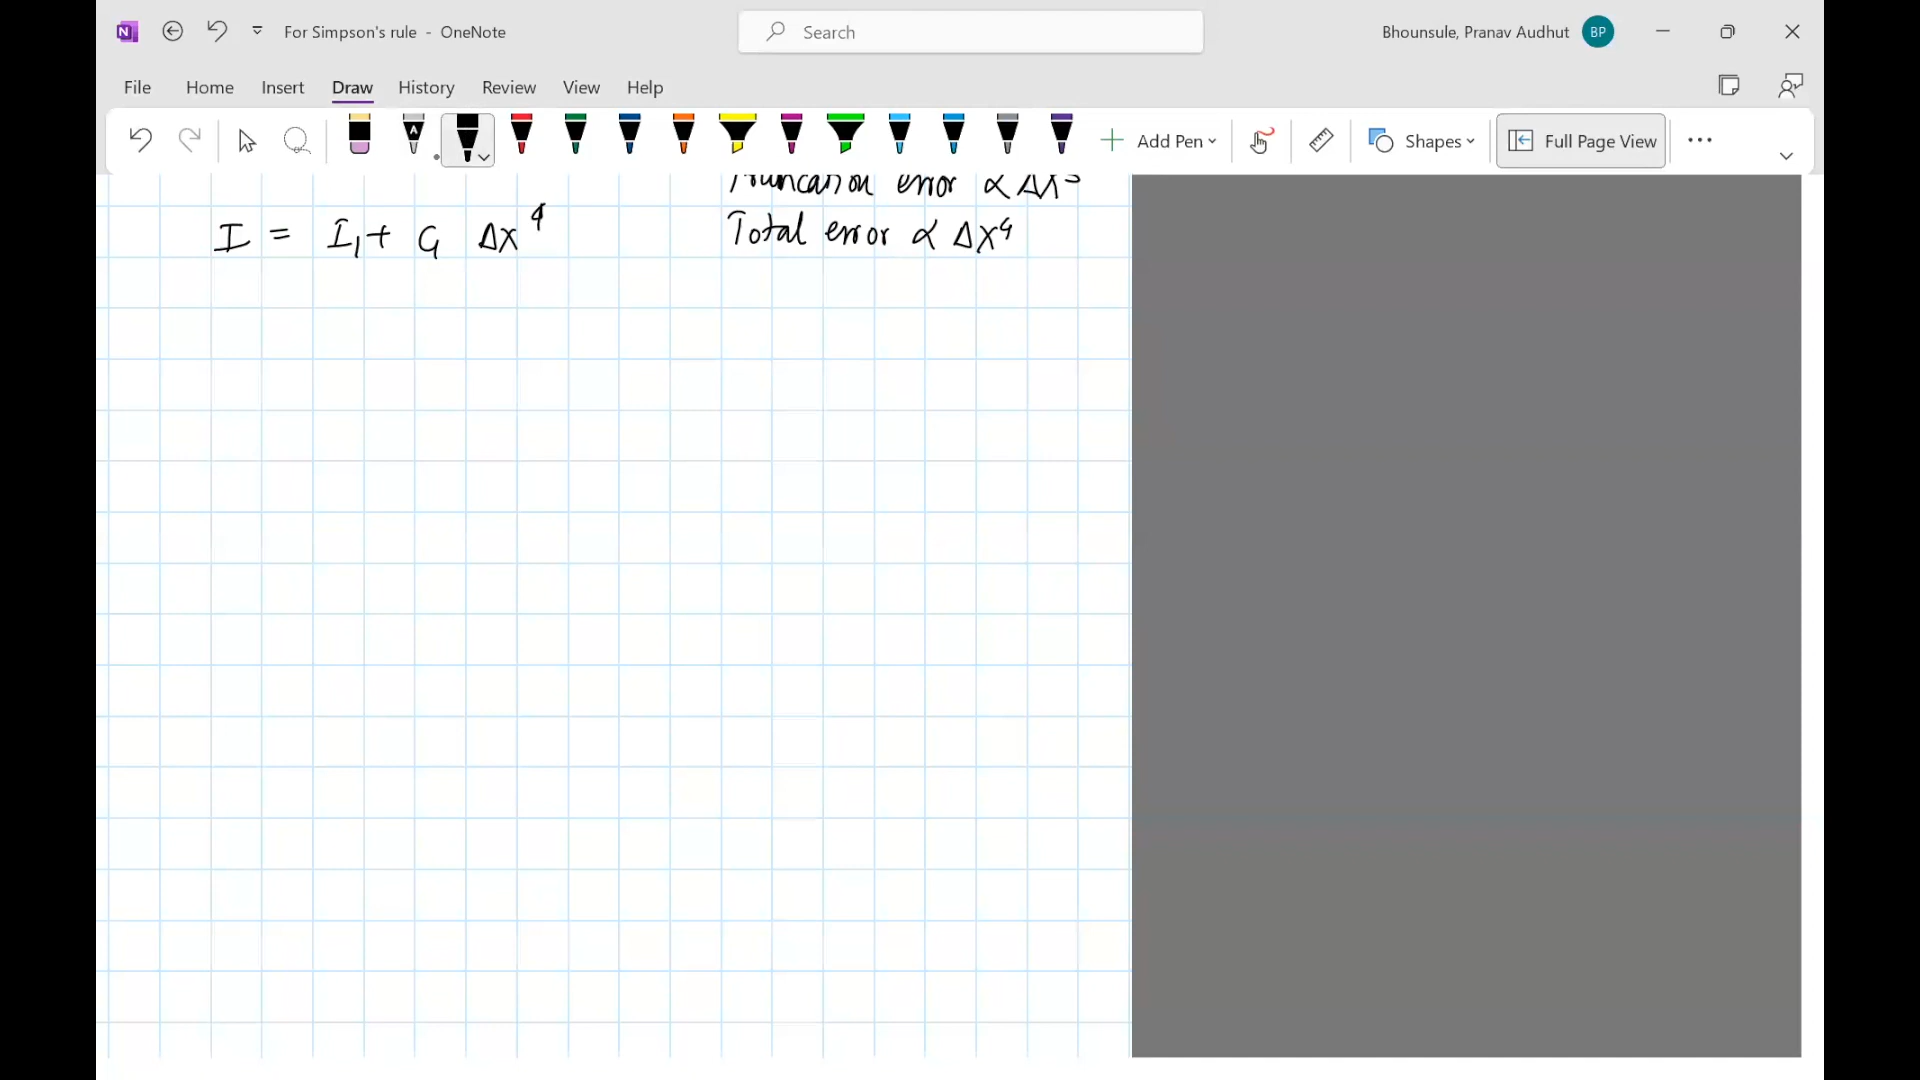 For Simpson's rule - OneNote
Search
Bhounsule, Pranav Audhut
BP
File Home Insert Draw History Review View Help
A
Add Pen
Shapes
Full Page View
Truncation error ∝ Δx⁵
I = I₁ + C₁ Δx⁴
Total error ∝ Δx⁴